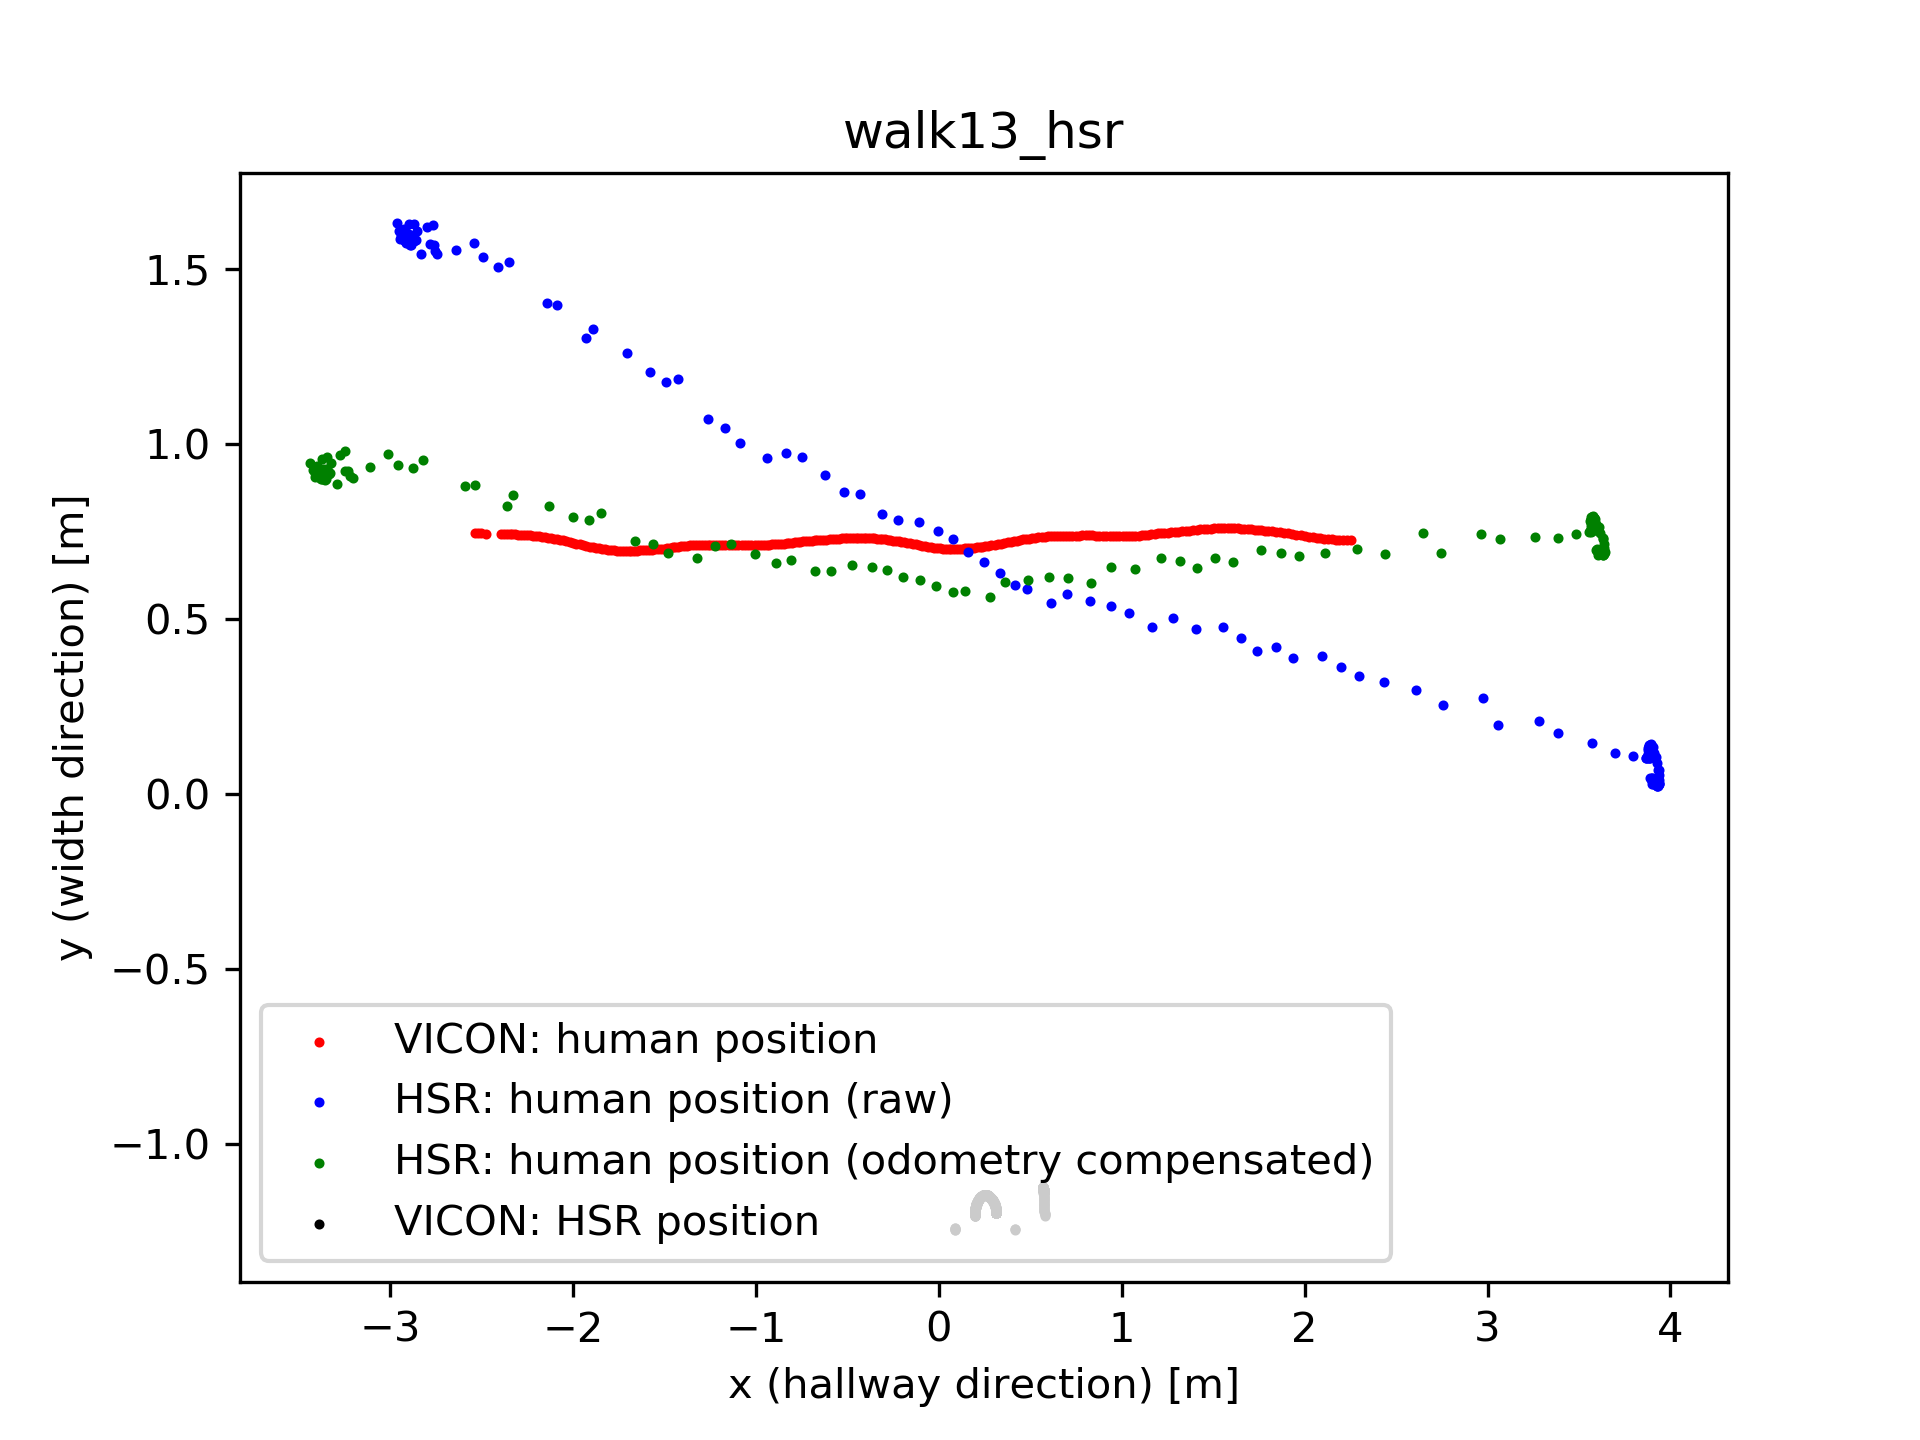 walk13_hsr
1.5
1.0
0.5
0.0
−0.5
−1.0
y (width direction) [m]
VICON: human position
HSR: human position (raw)
HSR: human position (odometry compensated)
VICON: HSR position
−3 −2 −1 0 1 2 3 4
x (hallway direction) [m]